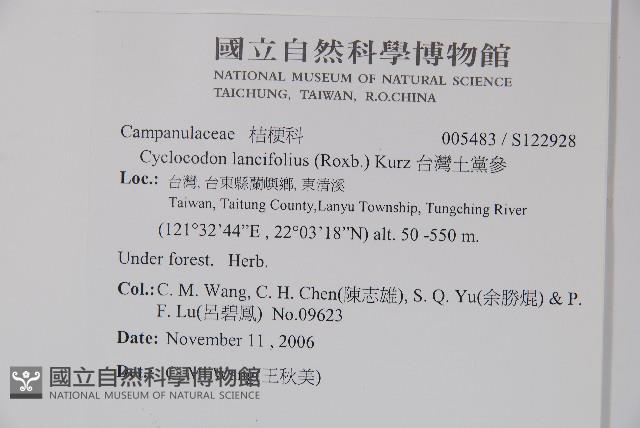 國立自然科學博物館
NATIONAL MUSEUM OF NATURAL SCIENCE
TAICHUNG, TAIWAN, R.O.CHINA
Campanulaceae 桔梗科 005483 / S122928
Cyclocodon lancifolius (Roxb.) Kurz 台灣土黨參
Loc.: 台灣, 台東縣蘭嶼鄉, 東清溪
Taiwan, Taitung County,Lanyu Township, Tungching River
(121°32'44"E , 22°03'18"N) alt. 50 -550 m.
Under forest. Herb.
Col.: C. M. Wang, C. H. Chen(陳志雄), S. Q. Yu(余勝焜) & P.
F. Lu(呂碧鳳) No.09623
Date: November 11 , 2006
(王秋美)
國立自然科學博物館
NATIONAL MUSEUM OF NATURAL SCIENCE